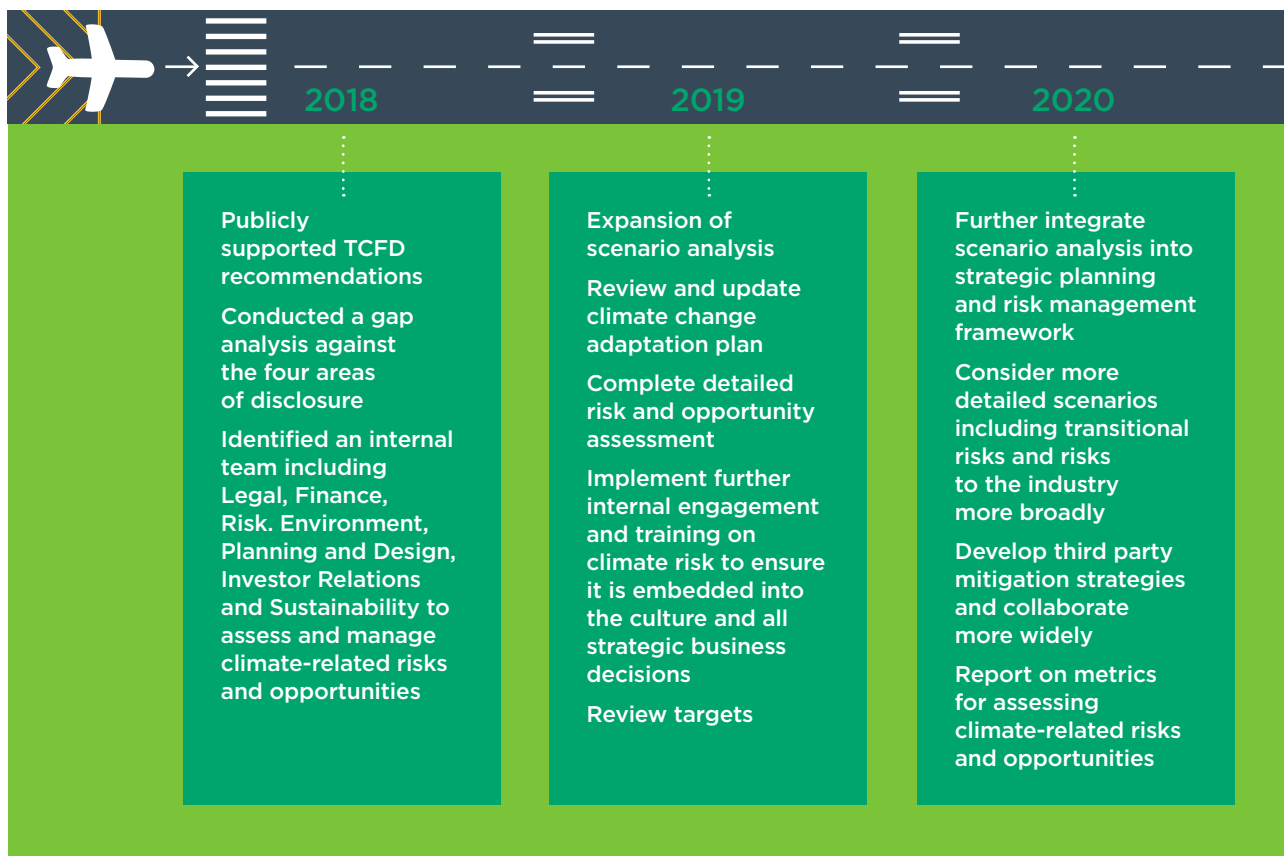 2018
2019
2020
Publicly
supported TCFD
recommendations
Conducted a gap
analysis against
the four areas
of disclosure
Identified an internal
team including
Legal, Finance,
Risk. Environment,
Planning and Design,
Investor Relations
and Sustainability to
assess and manage
climate-related risks
and opportunities
Expansion of
scenario analysis
Review and update
climate change
adaptation plan
Complete detailed
risk and opportunity
assessment
Implement further
internal engagement
and training on
climate risk to ensure
it is embedded into
the culture and all
strategic business
decisions
Review targets
Further integrate
scenario analysis into
strategic planning
and risk management
framework
Consider more
detailed scenarios
including transitional
risks and risks
to the industry
more broadly
Develop third party
mitigation strategies
and collaborate
more widely
Report on metrics
for assessing
climate-related risks
and opportunities